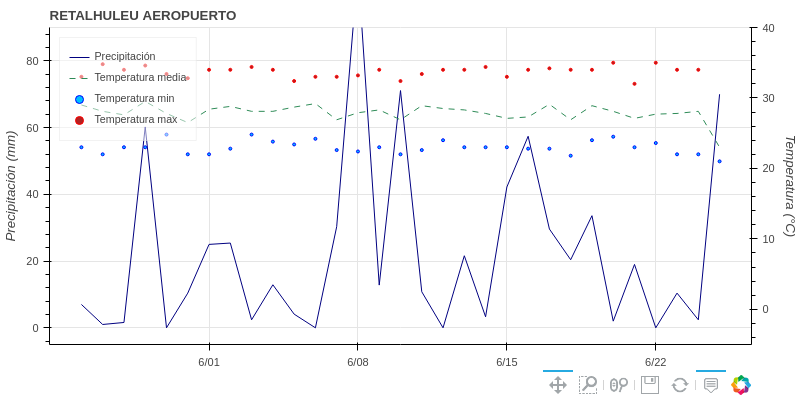 RETALHULEU AEROPUERTO
Precipitación
Temperatura media
Temperatura min
Temperatura max
Precipitación (mm)
80
60
40
20
0
40
30
20
10
0
Temperatura (°C)
6/01
6/08
6/15
6/22